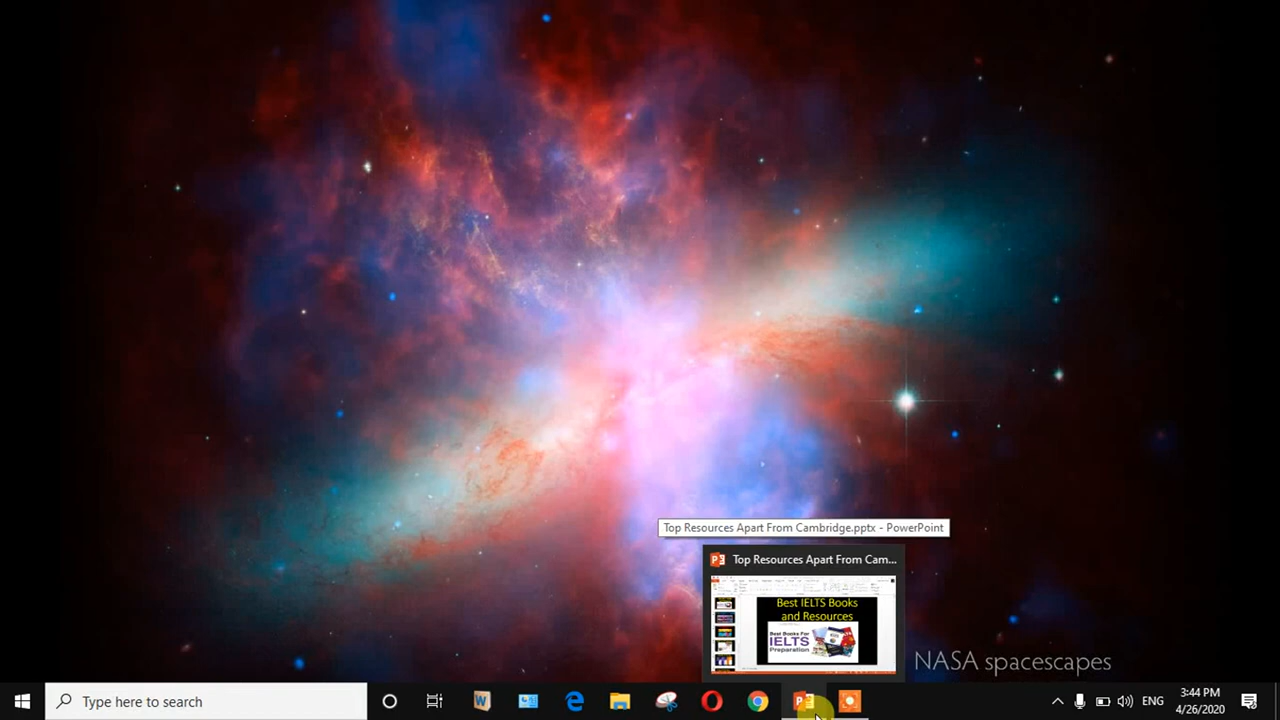 Top Resources Apart From Cambridge.pptx - PowerPoint
Top Resources Apart From Cam...
Best IELTS Books
and Resources
Best Books For
IELTS
Preparation
NASA spacescapes
Type here to search
ENG
3:44 PM
4/26/2020